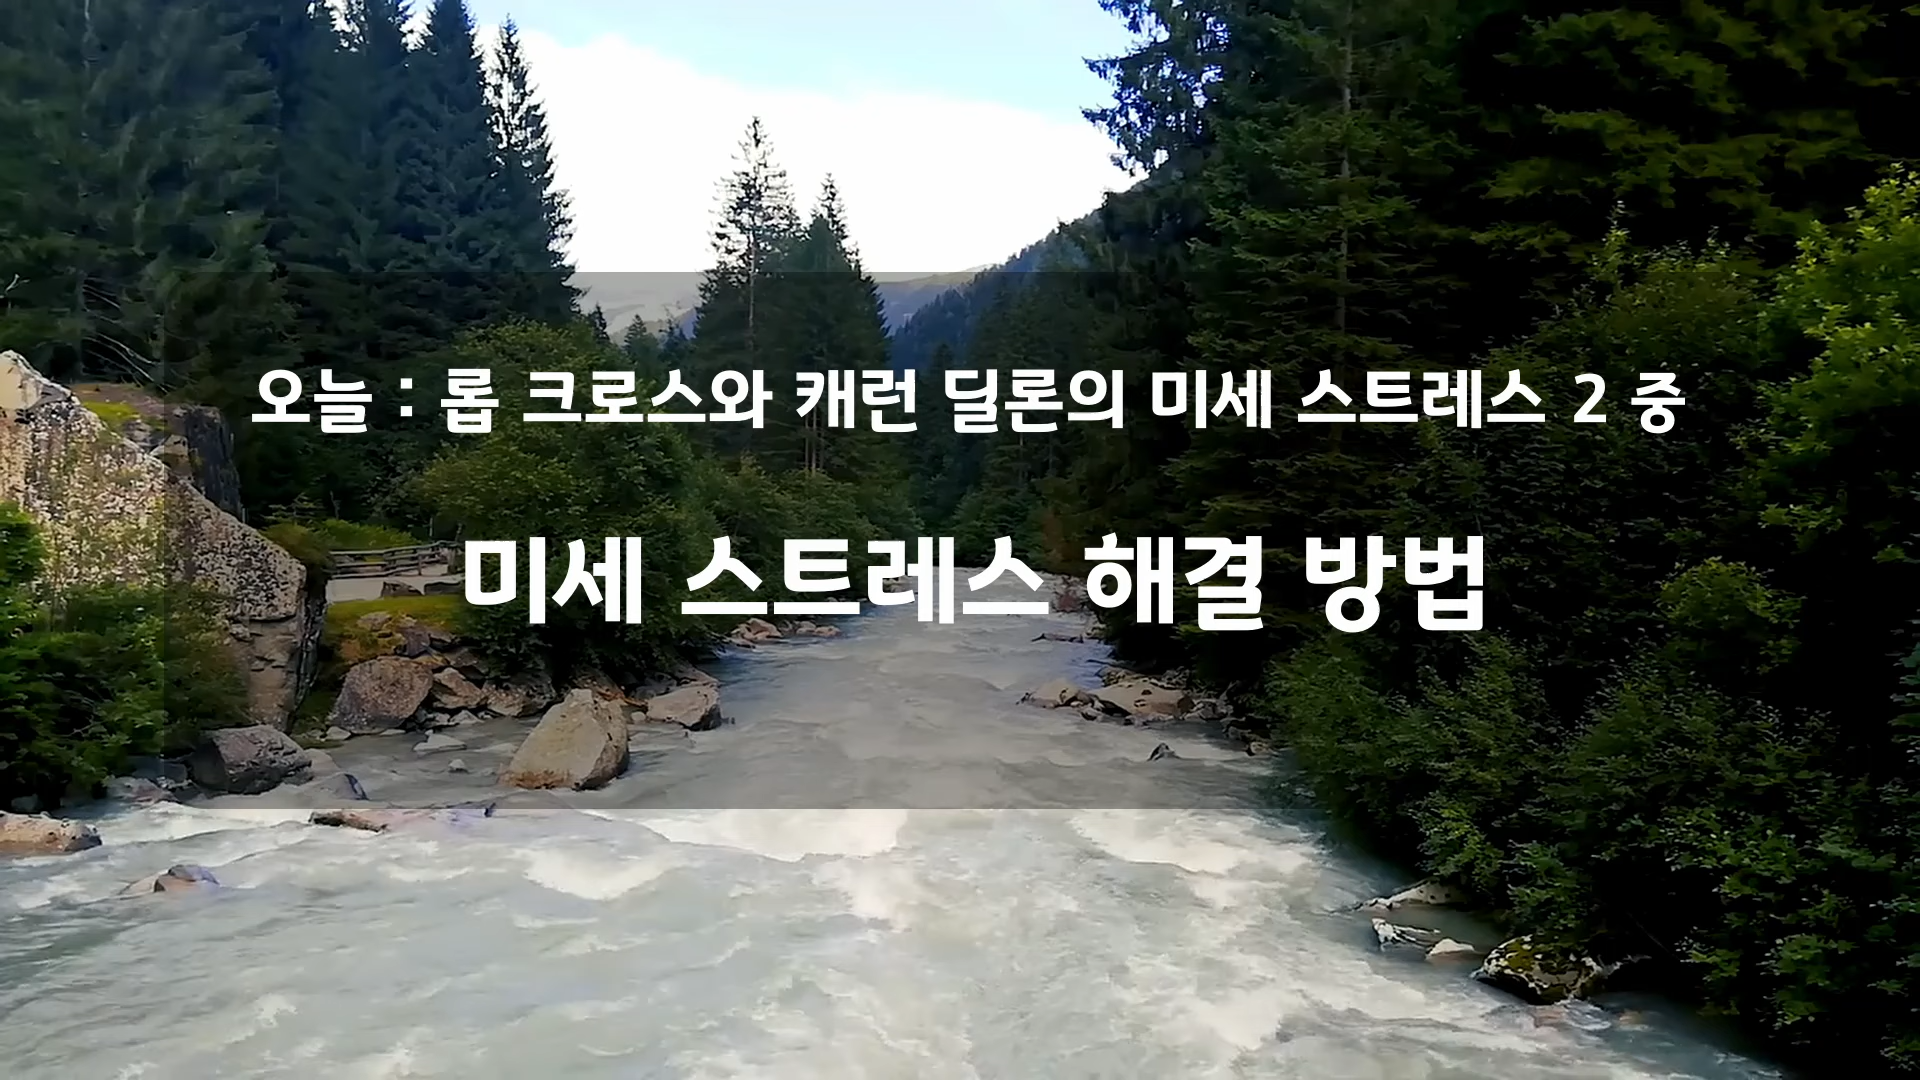 오늘 : 롭 크로스와 캐런 딜론의 미세 스트레스 2 중
미세 스트레스 해결 방법